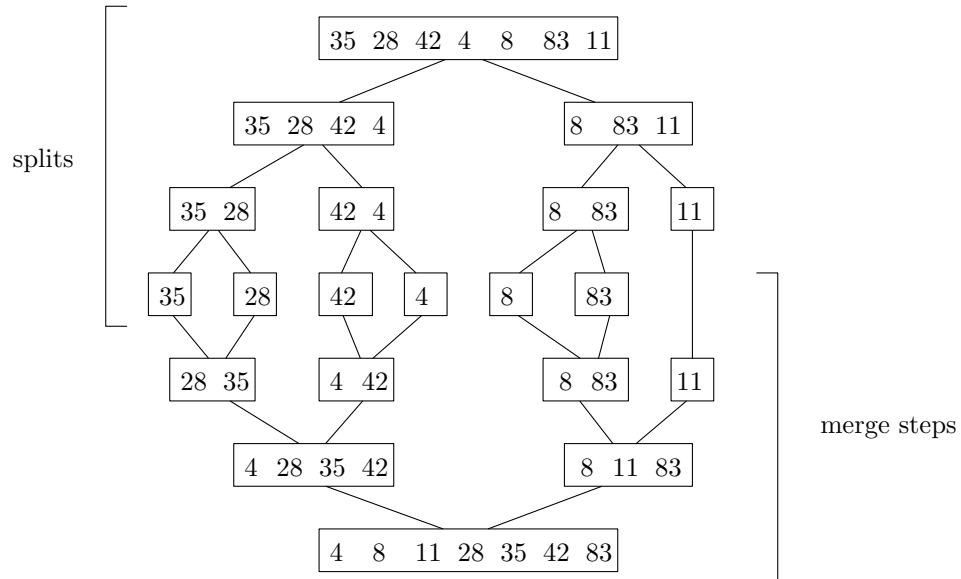 35 28 42 4 8 83 11
35 28 42 4 8 83 11
splits
35 28 42 4 8 83 11
35 28 42 4 8 83
28 35 4 42 8 83 11
merge steps
4 28 35 42 8 11 83
4 8 11 28 35 42 83